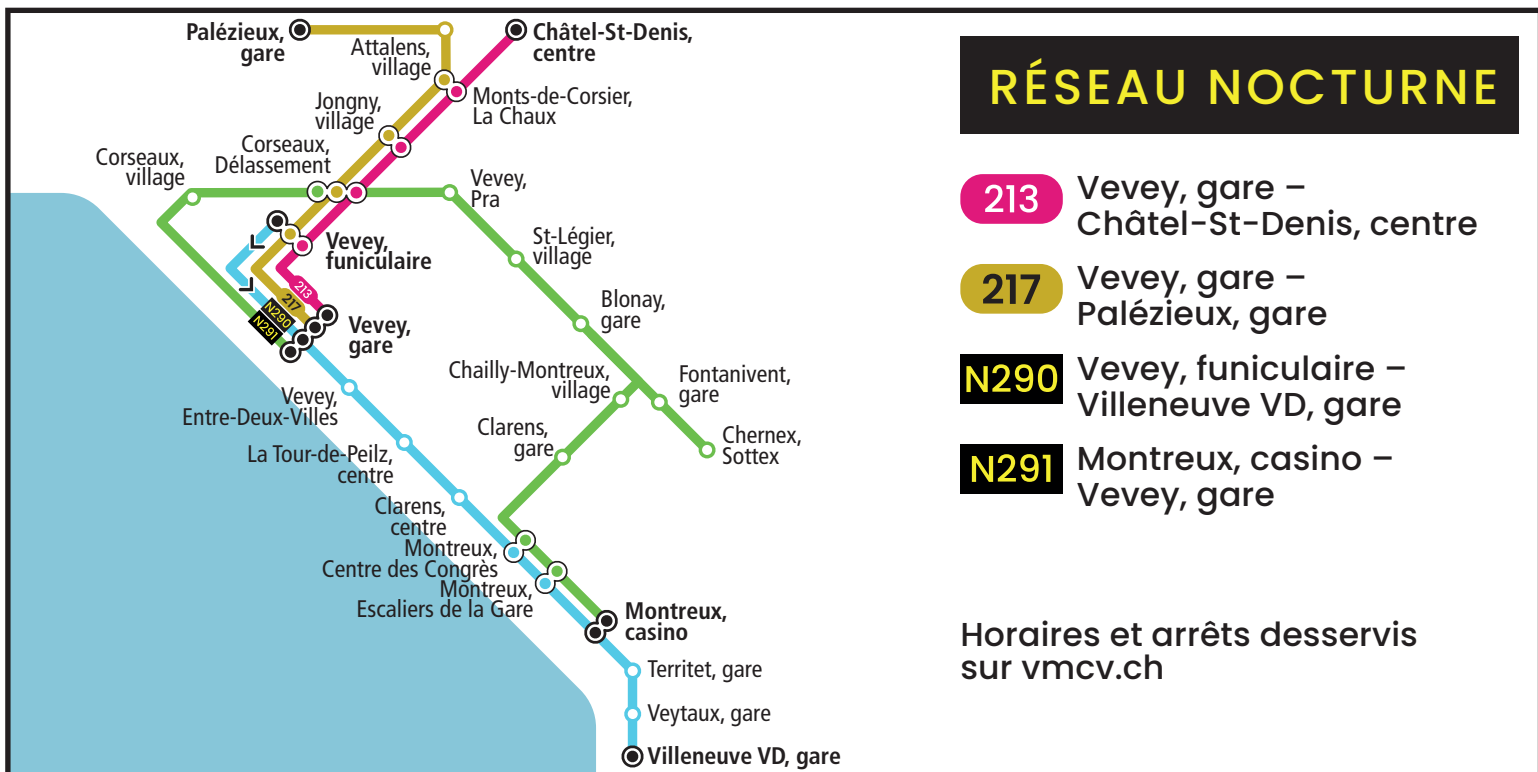 Palézieux,
gare
Attalens,
village
Châtel-St-Denis,
centre
Jongny,
village
Monts-de-Corsier,
La Chaux
Corseaux,
Délassement
Corseaux,
village
Vevey,
Pra
Vevey,
funiculaire
St-Légier,
village
213
217
N290
N291
Vevey,
gare
Blonay,
gare
Chailly-Montreux,
village
Fontanivent,
gare
Vevey,
Entre-Deux-Villes
Clarens,
gare
Chernex,
Sottex
La Tour-de-Peilz,
centre
Clarens,
centre
Montreux,
Centre des Congrès
Montreux,
Escaliers de la Gare
Montreux,
casino
Territet, gare
Veytaux, gare
Villeneuve VD, gare
RÉSEAU NOCTURNE
213 Vevey, gare –
Châtel-St-Denis, centre
217 Vevey, gare –
Palézieux, gare
N290 Vevey, funiculaire –
Villeneuve VD, gare
N291 Montreux, casino –
Vevey, gare
Horaires et arrêts desservis
sur vmcv.ch